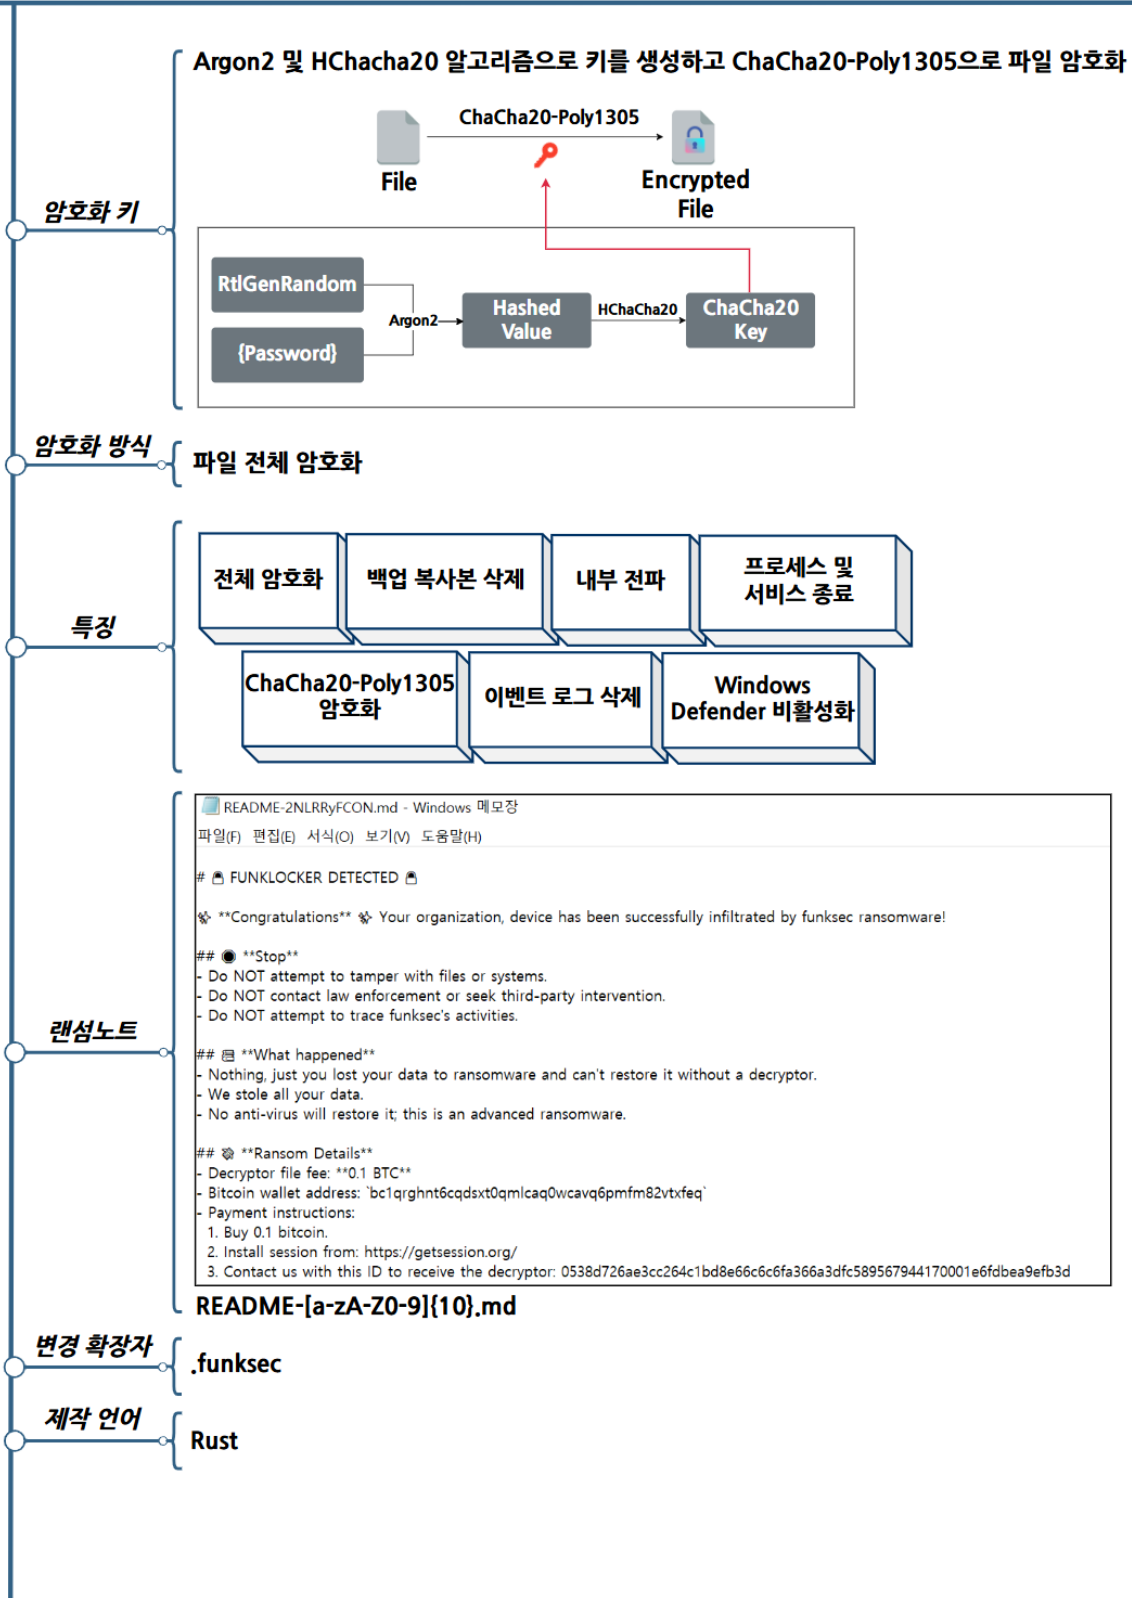 Argon2 및 HChacha20 알고리즘으로 키를 생성하고 ChaCha20-Poly1305으로 파일 암호화
ChaCha20-Poly1305
File
Encrypted
File
암호화 키
RtlGenRandom
{Password}
Argon2
Hashed
Value
HChaCha20
ChaCha20
Key
암호화 방식
파일 전체 암호화
특징
전체 암호화
백업 복사본 삭제
내부 전파
프로세스 및
서비스 종료
ChaCha20-Poly1305
암호화
이벤트 로그 삭제
Windows
Defender 비활성화
랜섬노트
README-2NLRRyFCON.md - Windows 메모장
파일(F) 편집(E) 서식(O) 보기(V) 도움말(H)
# FUNKLOCKER DETECTED
**Congratulations** Your organization, device has been successfully infiltrated by funksec ransomware!
## **Stop**
- Do NOT attempt to tamper with files or systems.
- Do NOT contact law enforcement or seek third-party intervention.
- Do NOT attempt to trace funksec's activities.
## **What happened**
- Nothing, just you lost your data to ransomware and can't restore it without a decryptor.
- We stole all your data.
- No anti-virus will restore it; this is an advanced ransomware.
## **Ransom Details**
- Decryptor file fee: **0.1 BTC**
- Bitcoin wallet address: `bc1qrghnt6cqdsxt0qmlcaq0wcavq6pmfm82vtxfeq`
- Payment instructions:
1. Buy 0.1 bitcoin.
2. Install session from: https://getsession.org/
3. Contact us with this ID to receive the decryptor: 0538d726ae3cc264c1bd8e66c6c6fa366a3dfc589567944170001e6fdbea9efb3d
README-[a-zA-Z0-9]{10}.md
변경 확장자
.funksec
제작 언어
Rust